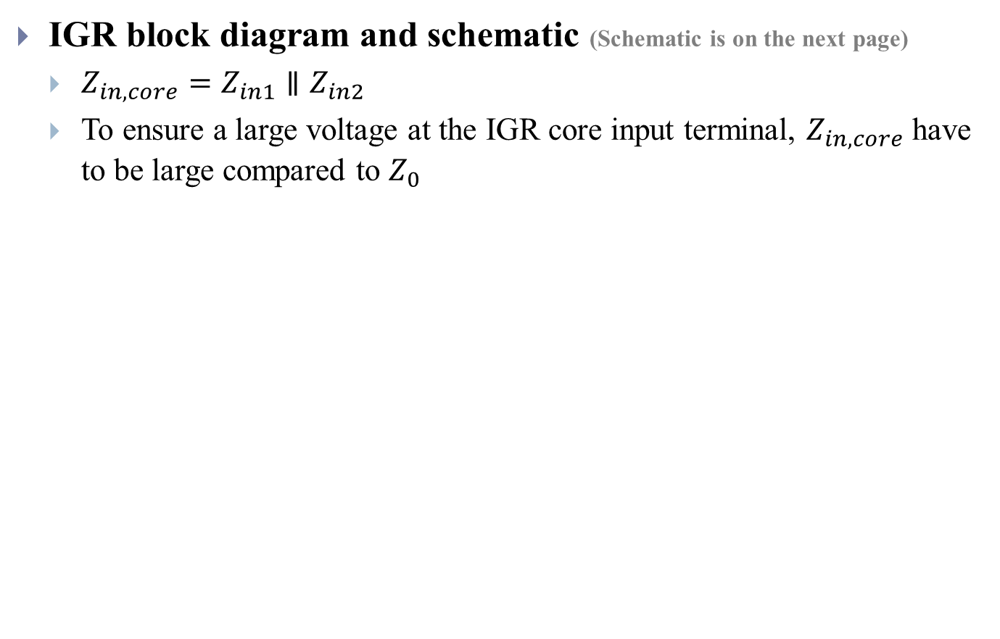 IGR block diagram and schematic (Schematic is on the next page)
Z_{in,core} = Z_{in1} ∥ Z_{in2}
To ensure a large voltage at the IGR core input terminal, Z_{in,core} have
to be large compared to Z_0